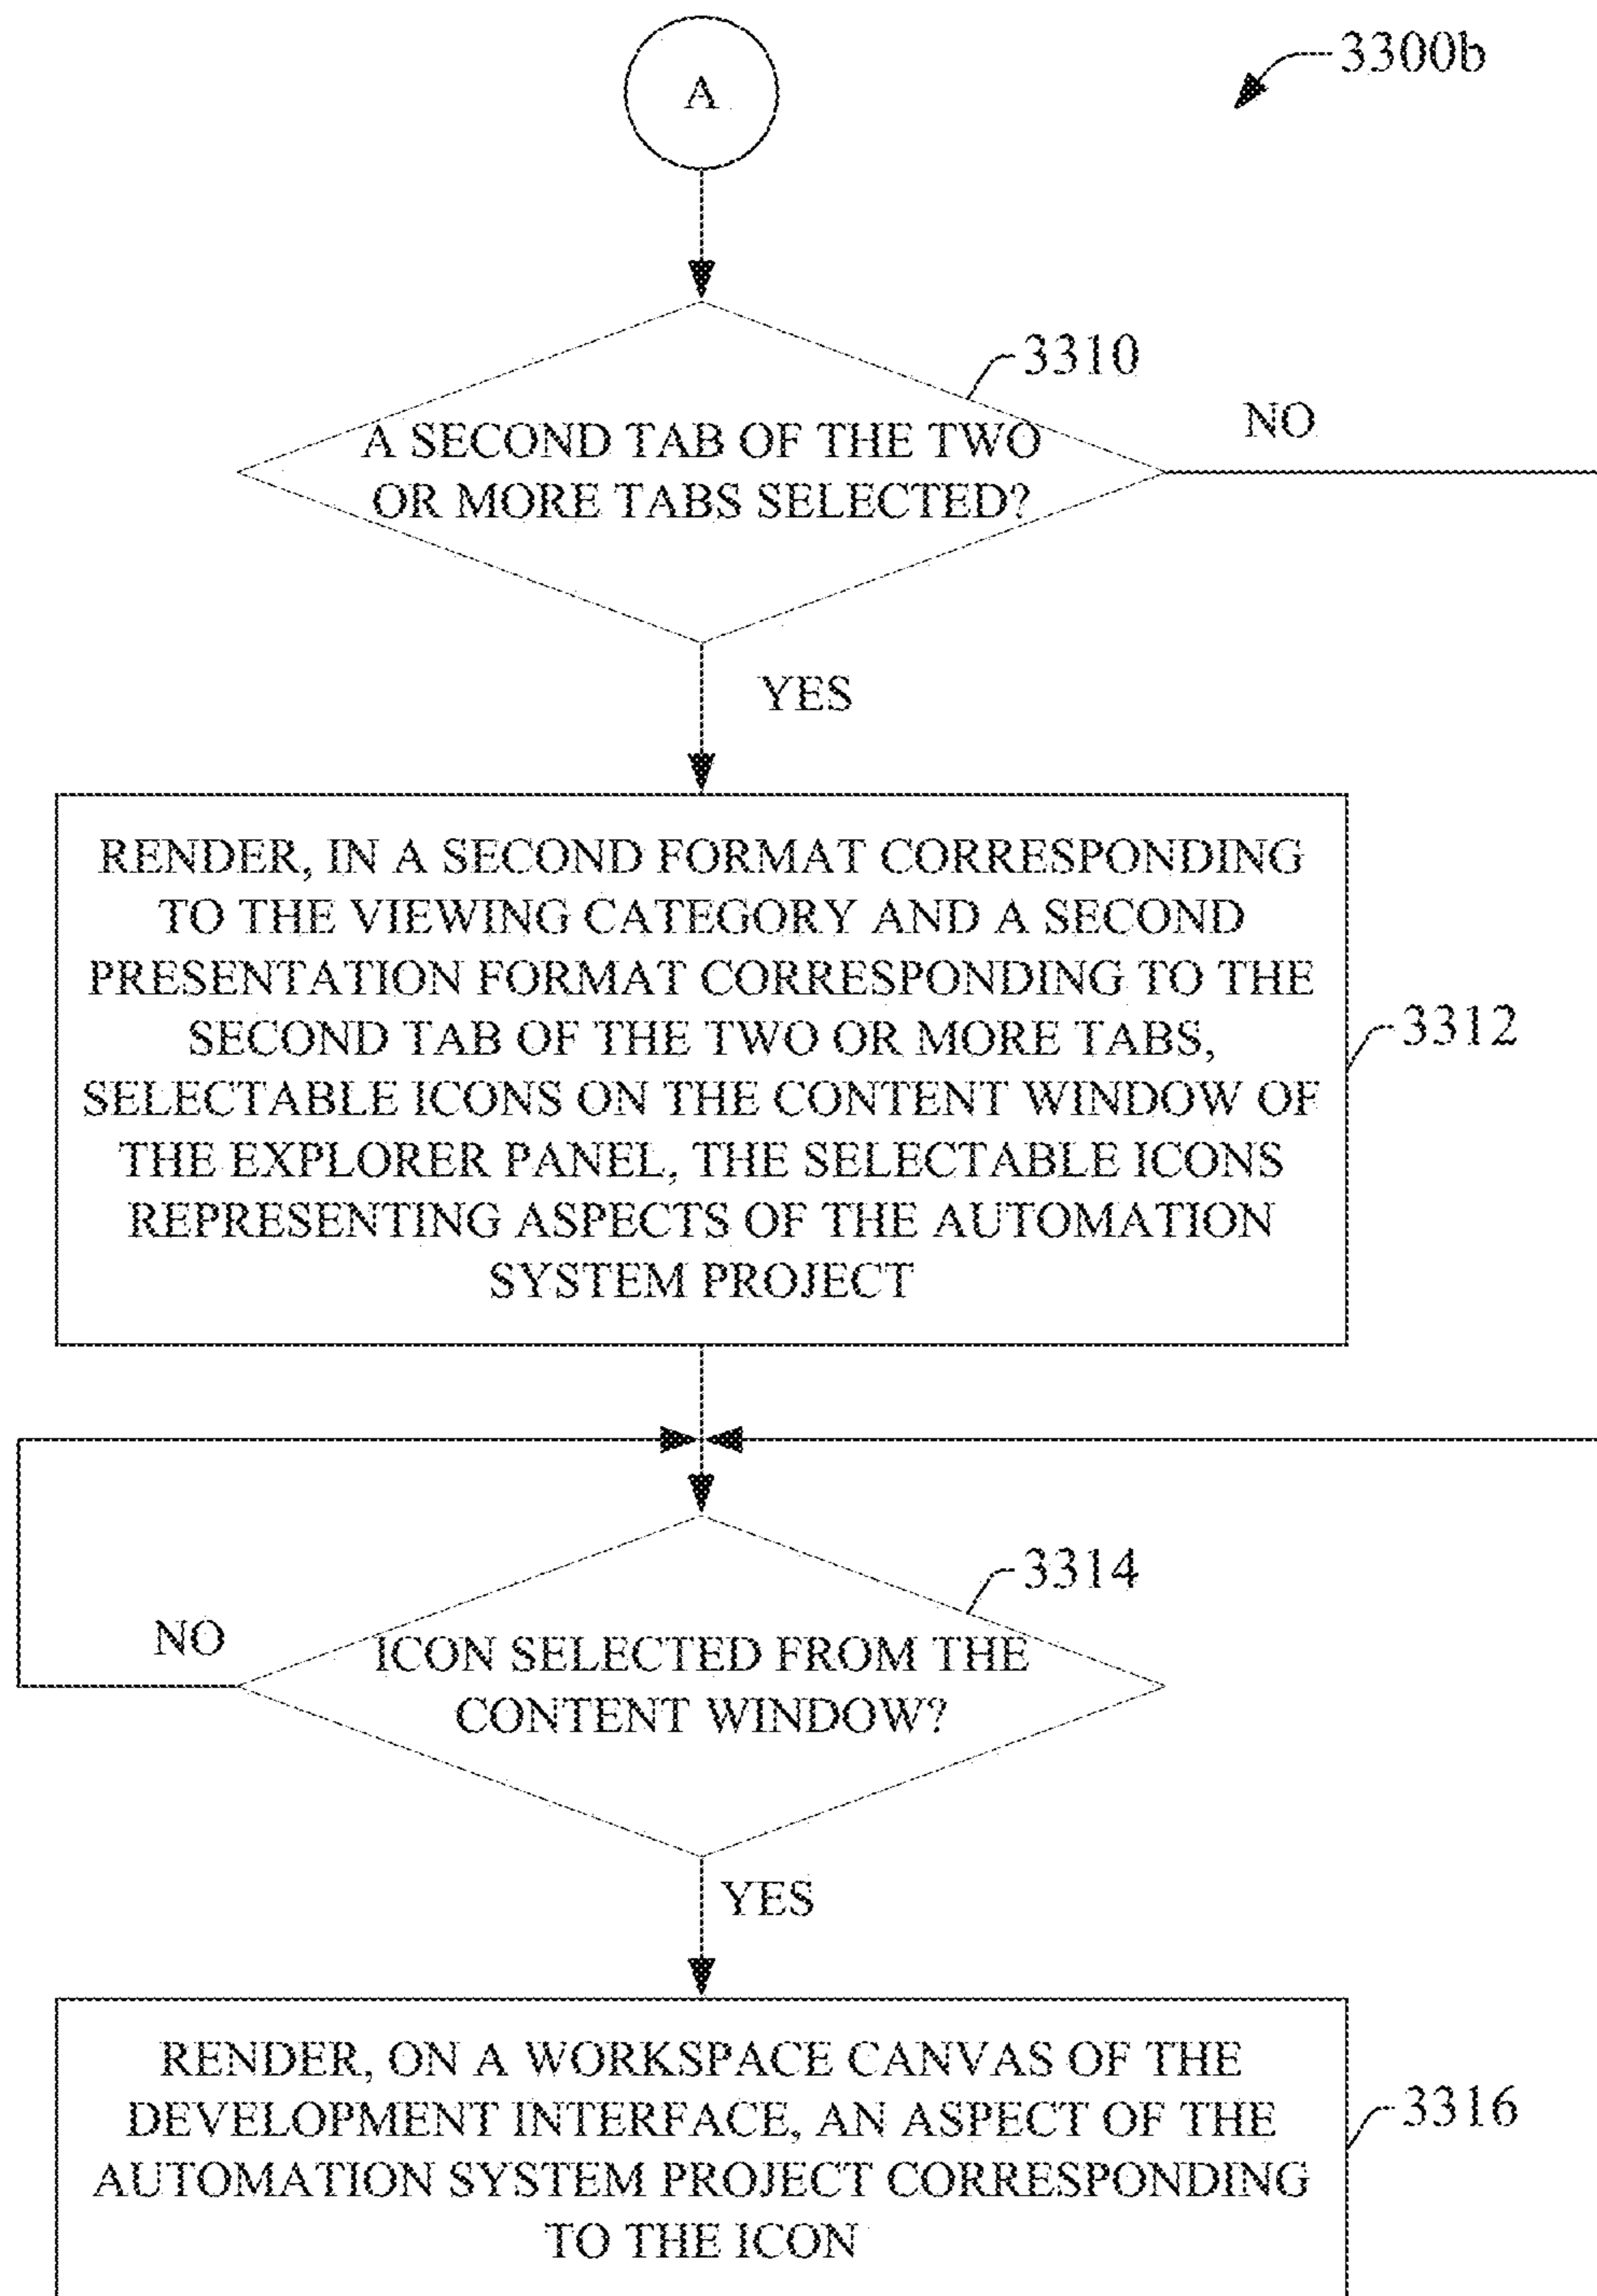 A
3300b
3310
A SECOND TAB OF THE TWO
OR MORE TABS SELECTED?
NO
YES
RENDER, IN A SECOND FORMAT CORRESPONDING
TO THE VIEWING CATEGORY AND A SECOND
PRESENTATION FORMAT CORRESPONDING TO THE
SECOND TAB OF THE TWO OR MORE TABS,
SELECTABLE ICONS ON THE CONTENT WINDOW OF
THE EXPLORER PANEL, THE SELECTABLE ICONS
REPRESENTING ASPECTS OF THE AUTOMATION
SYSTEM PROJECT
3312
3314
NO
ICON SELECTED FROM THE
CONTENT WINDOW?
YES
RENDER, ON A WORKSPACE CANVAS OF THE
DEVELOPMENT INTERFACE, AN ASPECT OF THE
AUTOMATION SYSTEM PROJECT CORRESPONDING
TO THE ICON
3316